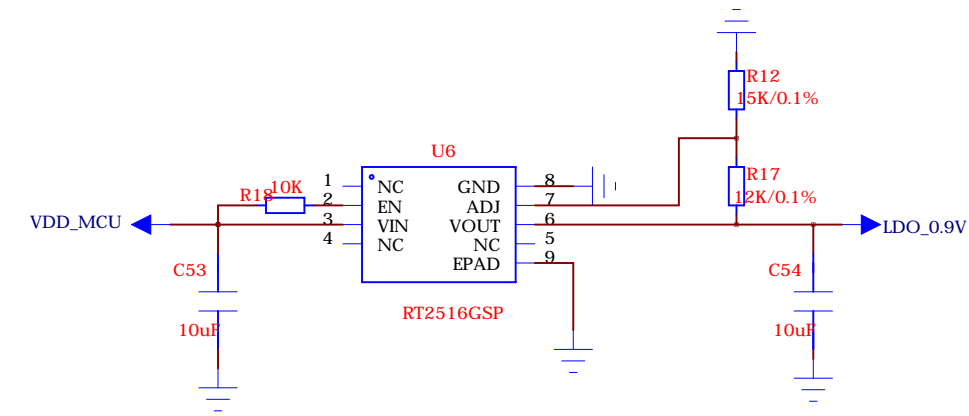 R12
15K/0.1%
U6
R17
12K/0.1%
R18
10K
1
2
3
4
NC
EN
VIN
NC
GND
ADJ
VOUT
NC
EPAD
8
7
6
5
9
VDD_MCU
LDO_0.9V
C53
10uF
C54
10uF
RT2516GSP